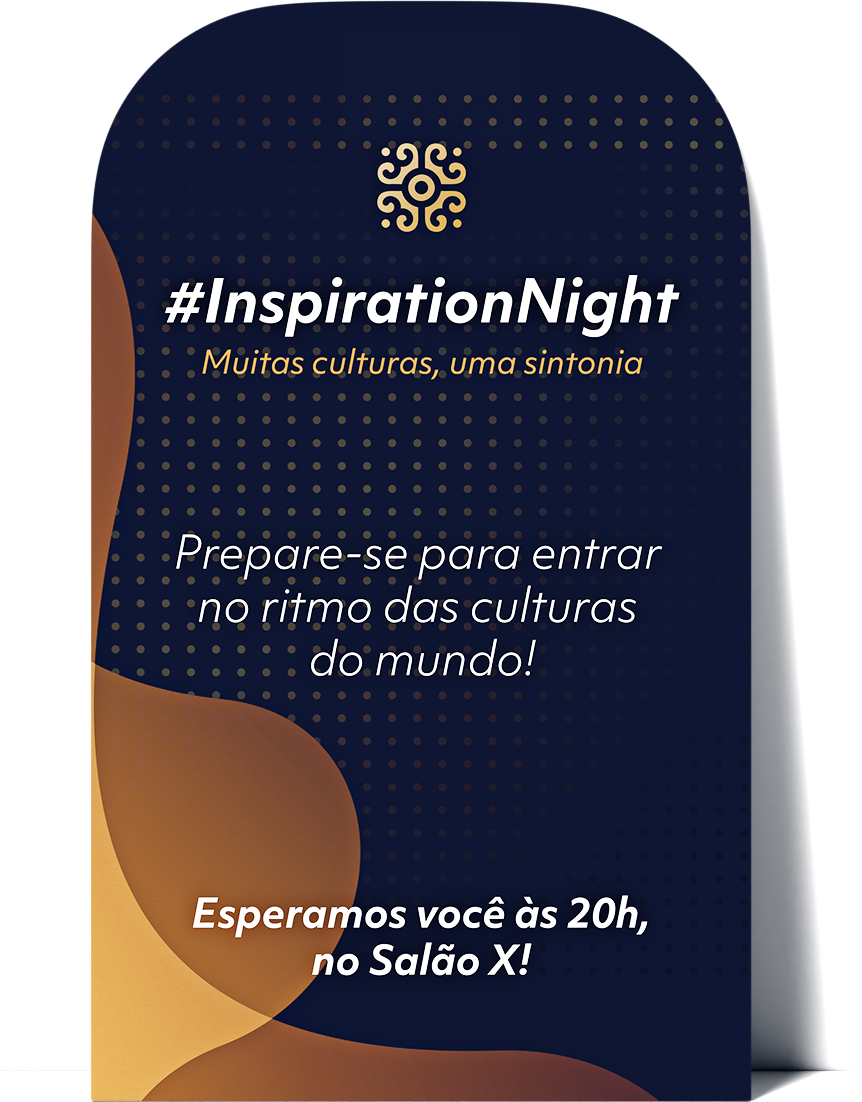 #InspirationNight
Muitas culturas, uma sintonia
Prepare-se para entrar
no ritmo das culturas
do mundo!
Esperamos você às 20h,
no Salão X!